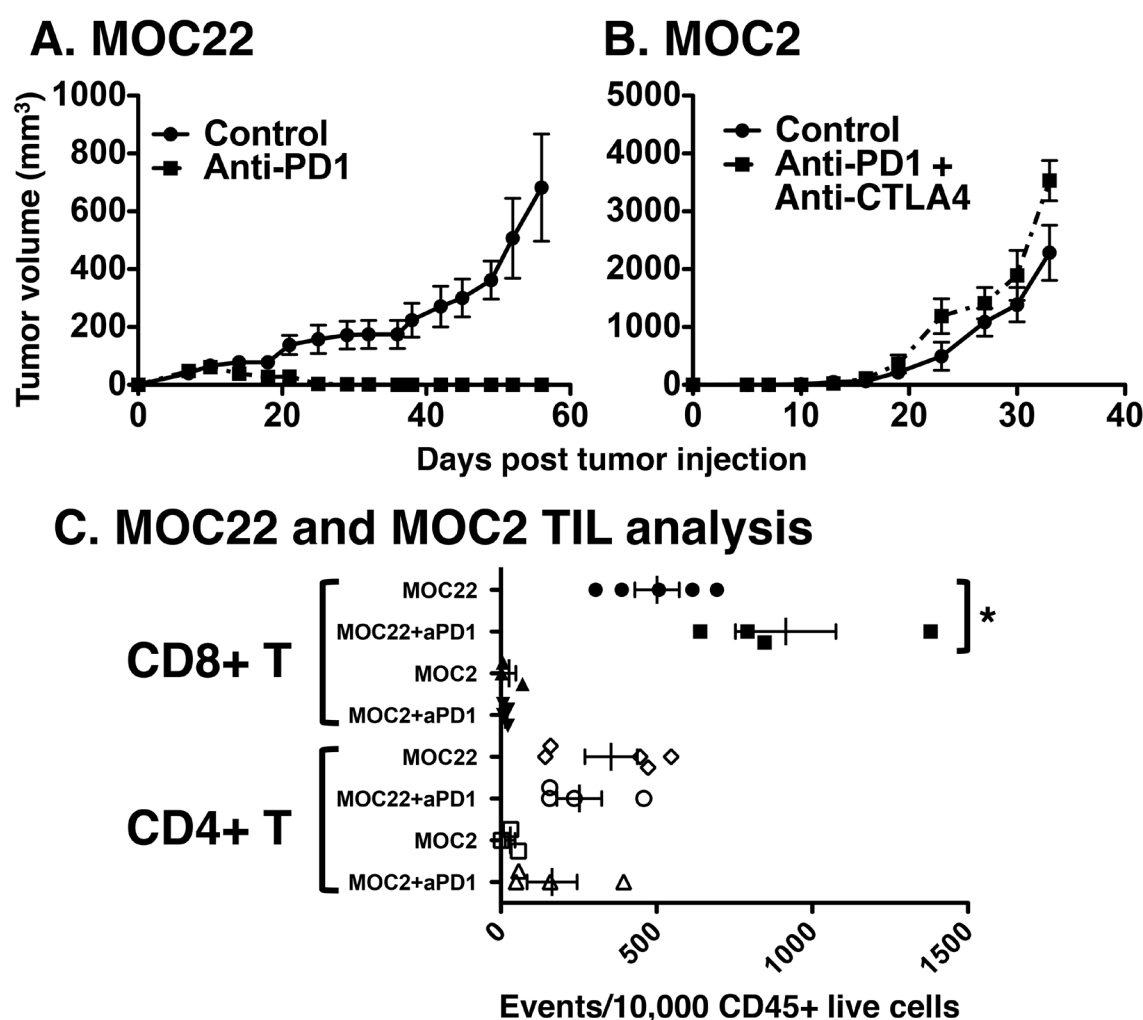 A. MOC22
B. MOC2
Tumor volume (mm³)
1000
800
600
400
200
0
Control
Anti-PD1
0
20
40
60
5000
4000
3000
2000
1000
0
Control
Anti-PD1 +
Anti-CTLA4
0
10
20
30
40
Days post tumor injection
C. MOC22 and MOC2 TIL analysis
CD8+ T
MOC22
MOC22+aPD1
MOC2
MOC2+aPD1
*
CD4+ T
MOC22
MOC22+aPD1
MOC2
MOC2+aPD1
0
500
1000
1500
Events/10,000 CD45+ live cells